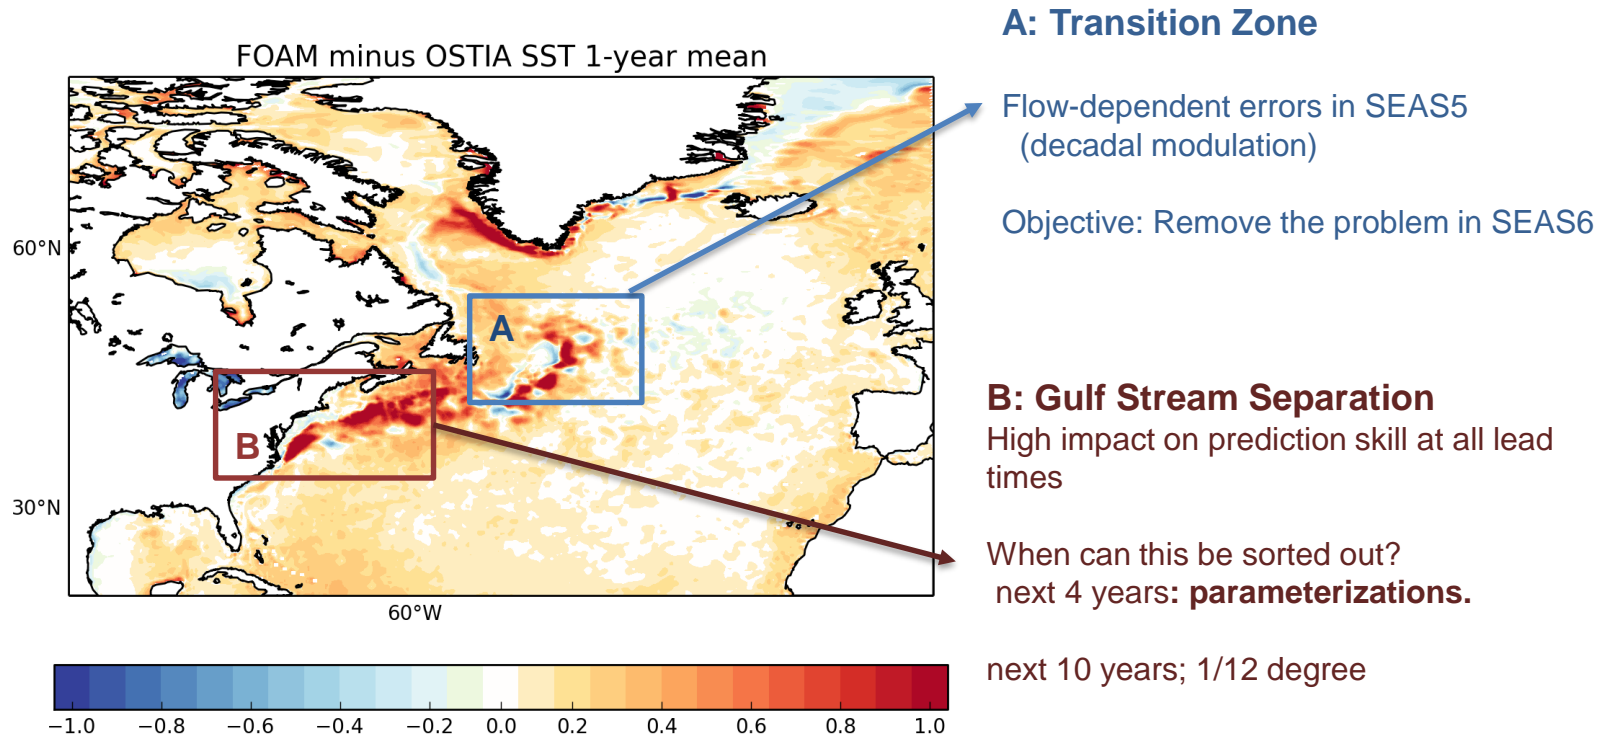 A: Transition Zone
FOAM minus OSTIA SST 1-year mean
Flow-dependent errors in SEAS5
(decadal modulation)
Objective: Remove the problem in SEAS6
60°N
A
B: Gulf Stream Separation
B
High impact on prediction skill at all lead
times
30°N
When can this be sorted out?
next 4 years: parameterizations.
60°W
next 10 years; 1/12 degree
−1.0 −0.8 −0.6 −0.4 −0.2 0.0 0.2 0.4 0.6 0.8 1.0